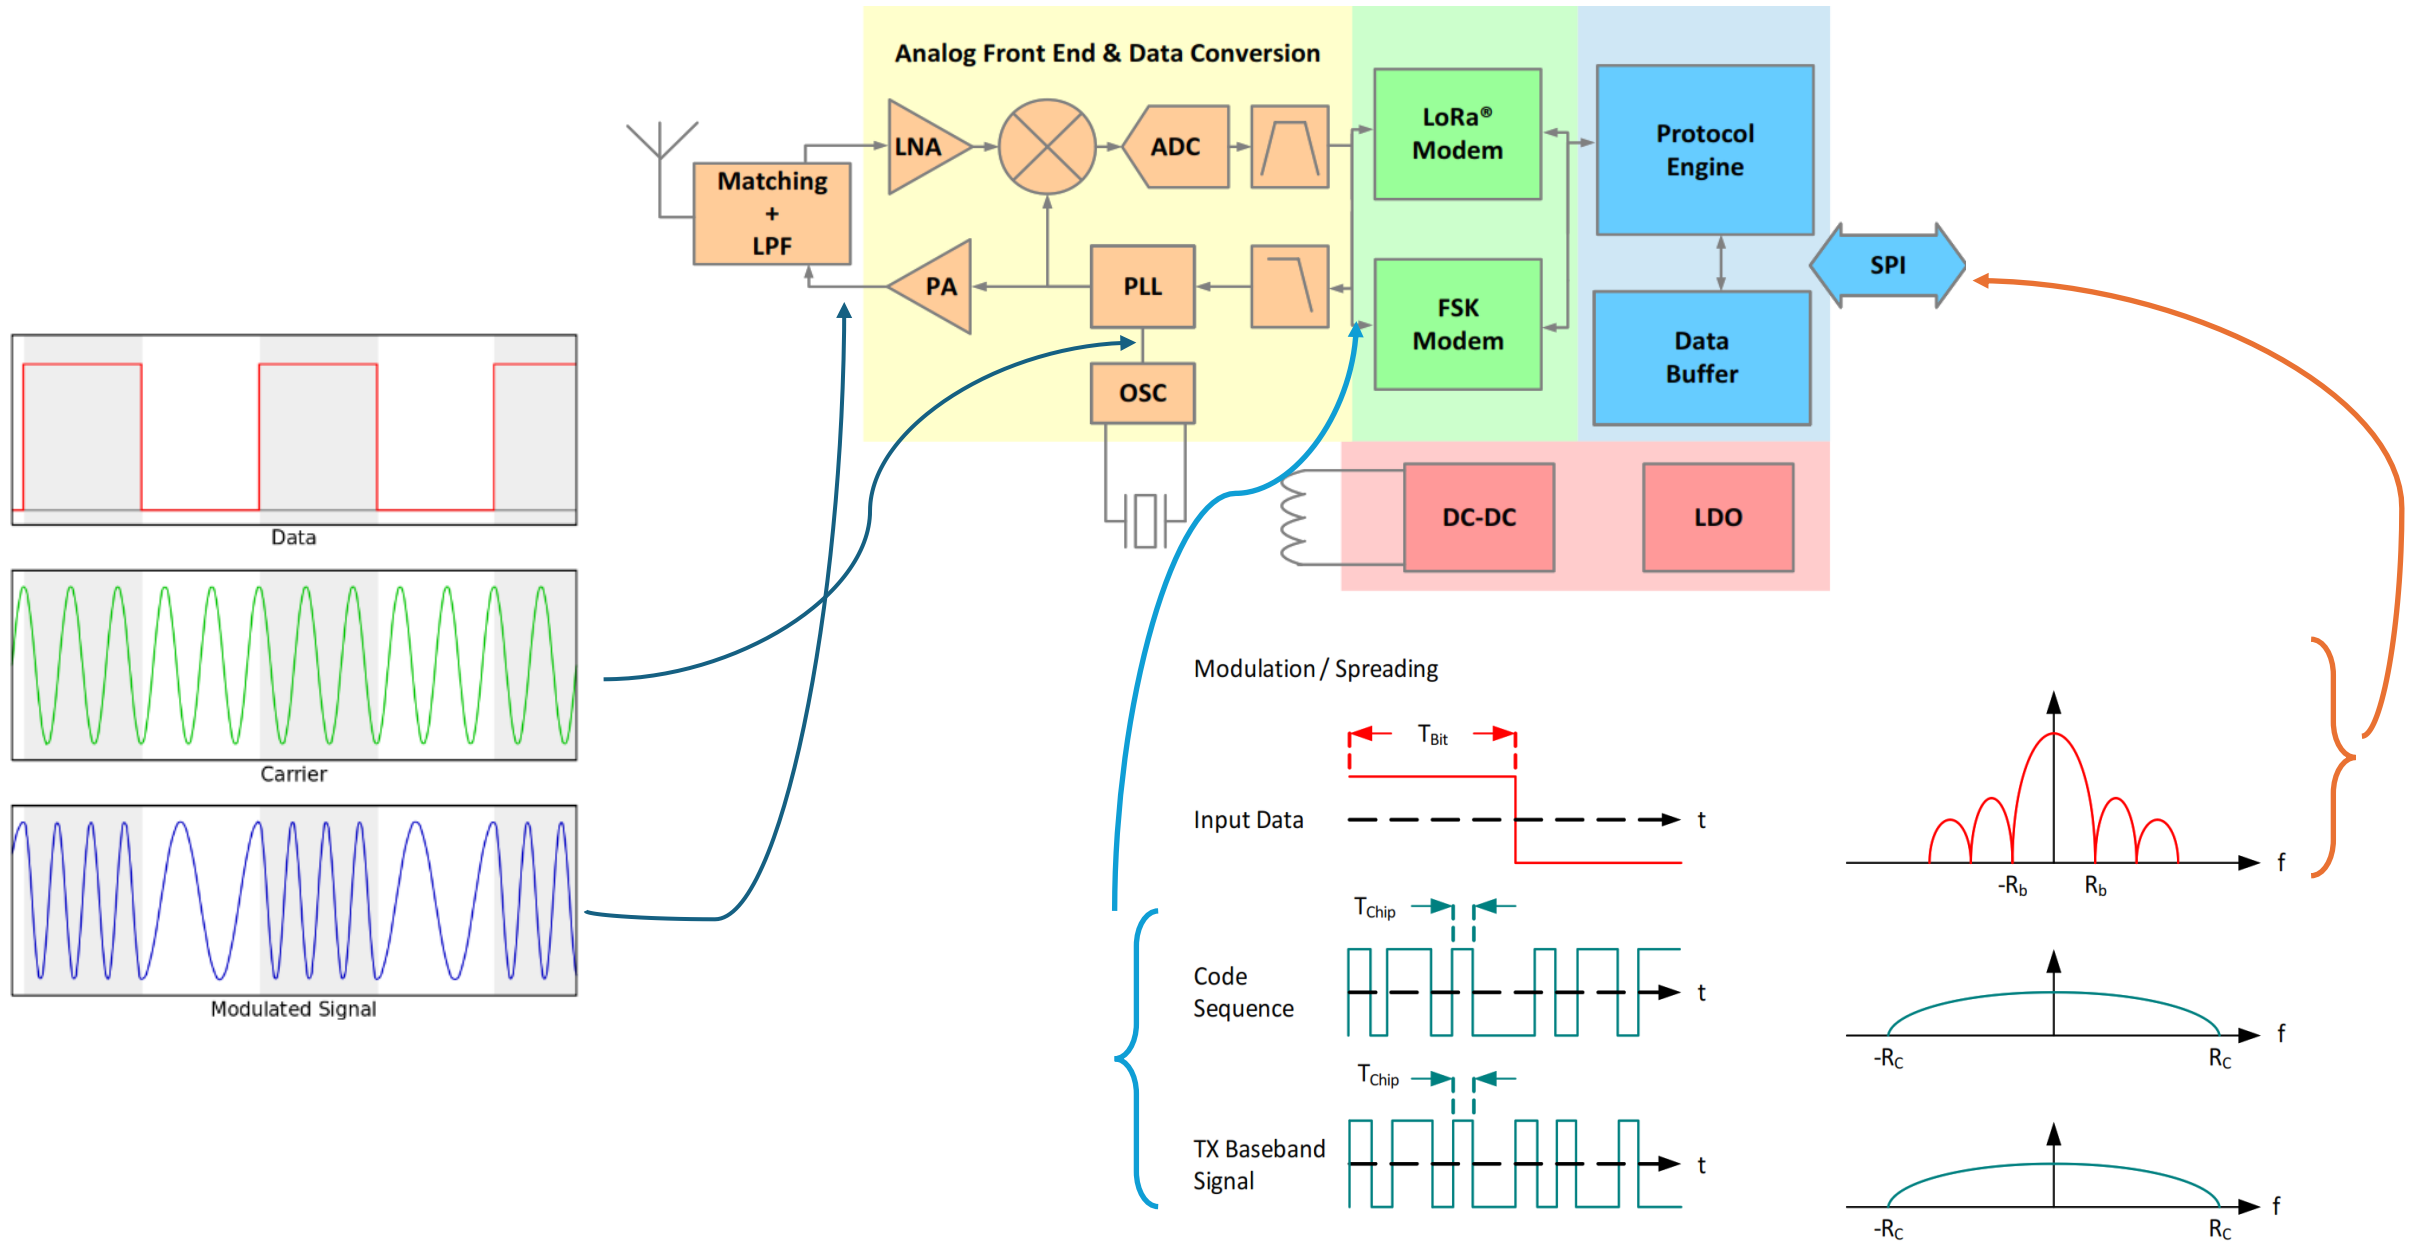 Analog Front End & Data Conversion
LNA
ADC
LoRa®
Modem
Protocol
Engine
Matching
+
LPF
PA
PLL
FSK
Modem
SPI
Data
Buffer
OSC
DC-DC
LDO
Data
Carrier
Modulated Signal
Modulation / Spreading
TBit
Input Data
t
f
-Rb
Rb
TChip
Code
Sequence
t
f
-RC
RC
TChip
TX Baseband
Signal
t
f
-RC
RC